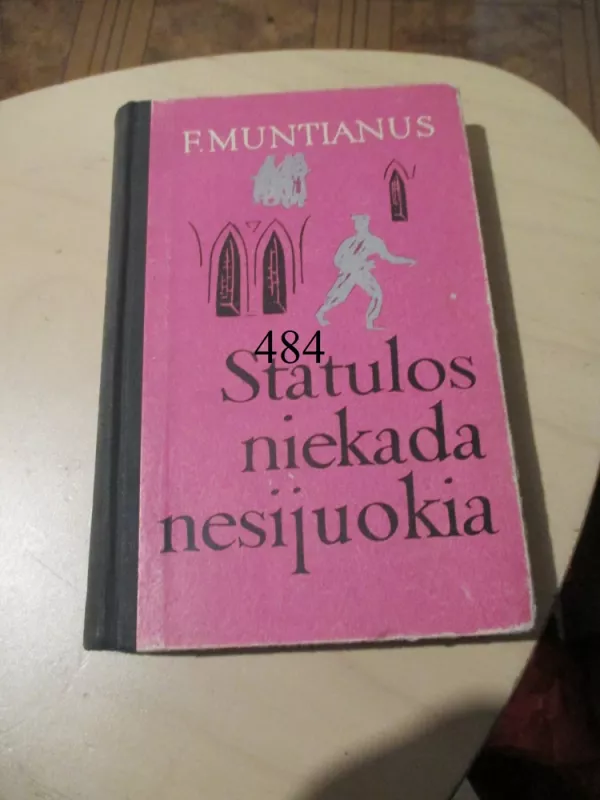 F. MUNTIANUS
484
Statulos
niekada
nesijuokia